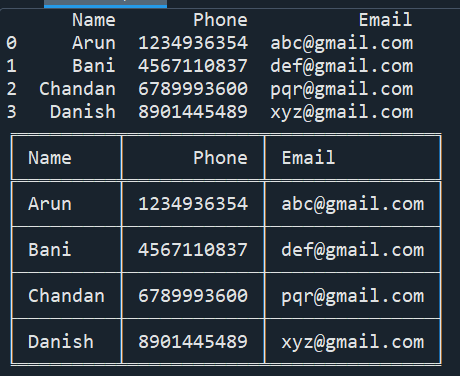 Name Phone Email
0 Arun 1234936354 abc@gmail.com
1 Bani 4567110837 def@gmail.com
2 Chandan 6789993600 pqr@gmail.com
3 Danish 8901445489 xyz@gmail.com
Name Phone Email
Arun 1234936354 abc@gmail.com
Bani 4567110837 def@gmail.com
Chandan 6789993600 pqr@gmail.com
Danish 8901445489 xyz@gmail.com